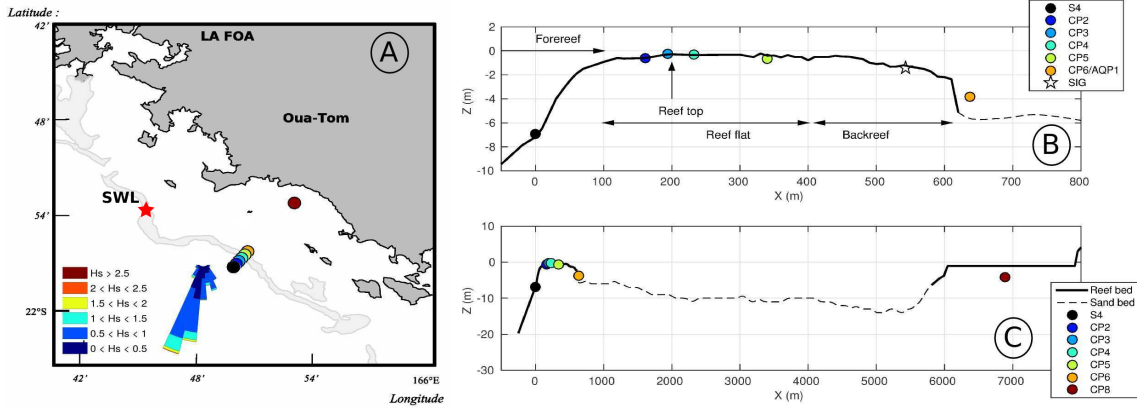 Latitude :
42'
LA FOA
A
48'
Oua-Tom
SWL
54'
Hs > 2.5
2 < Hs < 2.5
1.5 < Hs < 2
1 < Hs < 1.5
0.5 < Hs < 1
0 < Hs < 0.5
22°S
42'
48'
54'
166°E
Longitude
S4
CP2
CP3
CP4
CP5
CP6/AQP1
SIG
2
0
-2
-4
-6
-8
-10
Z (m)
Forereef
Reef top
Reef flat
Backreef
B
0
100
200
300
400
500
600
700
800
X (m)
10
0
-10
-20
-30
Z (m)
C
Reef bed
Sand bed
S4
CP2
CP3
CP4
CP5
CP6
CP8
0
1000
2000
3000
4000
5000
6000
7000
X (m)